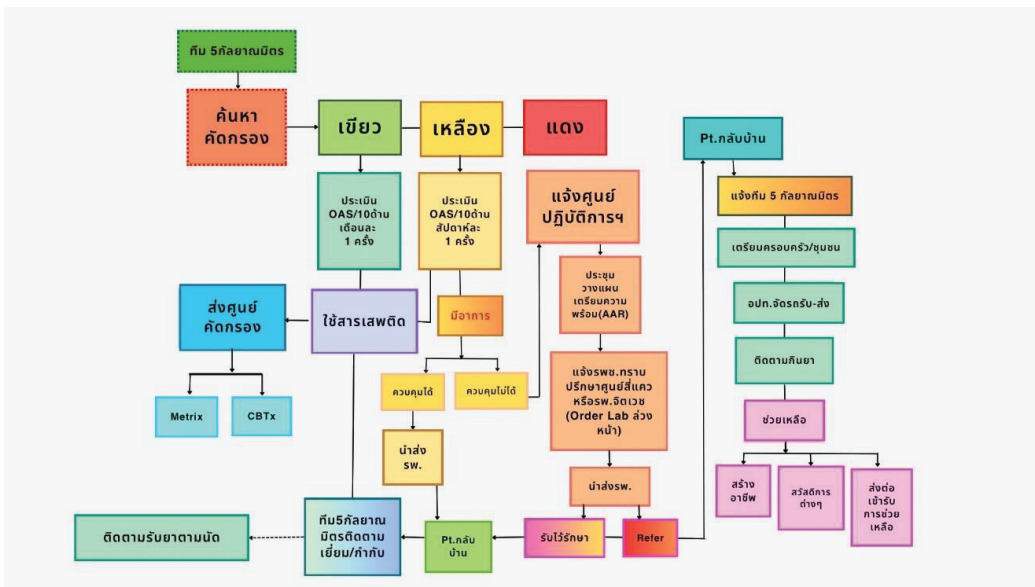 ทีม 5กัลยาณมิตร
ค้นหา
คัดกรอง
เขียว
เหลือง
แดง
ประเมิน
OAS/10ด้าน
เดือนละ
1 ครั้ง
ประเมิน
OAS/10ด้าน
สัปดาห์ละ
1 ครั้ง
แจ้งศูนย์
ปฏิบัติการฯ
ส่งศูนย์
คัดกรอง
ใช้สารเสพติด
มีอาการ
ประชุม
วางแผน
เตรียมความ
พร้อม(AAR)
Metrix
CBTx
ควบคุมได้
ควบคุมไม่ได้
แจ้งรพช.ทราบ
ปรึกษาศูนย์สี่แคว
หรือรพ.จิตเวช
(Order Lab ล่วง
หน้า)
นำส่ง
รพ.
นำส่งรพ.
ติดตามรับยาตามนัด
ทีม5กัลยาณ
มิตรติดตาม
เยี่ยม/กำกับ
Pt.กลับ
บ้าน
รับไว้รักษา
Refer
Pt.กลับบ้าน
แจ้งทีม 5 กัลยาณมิตร
เตรียมครอบครัว/ชุมชน
อปท.จัดรถรับ-ส่ง
ติดตามกินยา
ช่วยเหลือ
สร้าง
อาชีพ
สวัสดิการ
ต่างๆ
ส่งต่อ
เข้ารับ
การช่วย
เหลือ